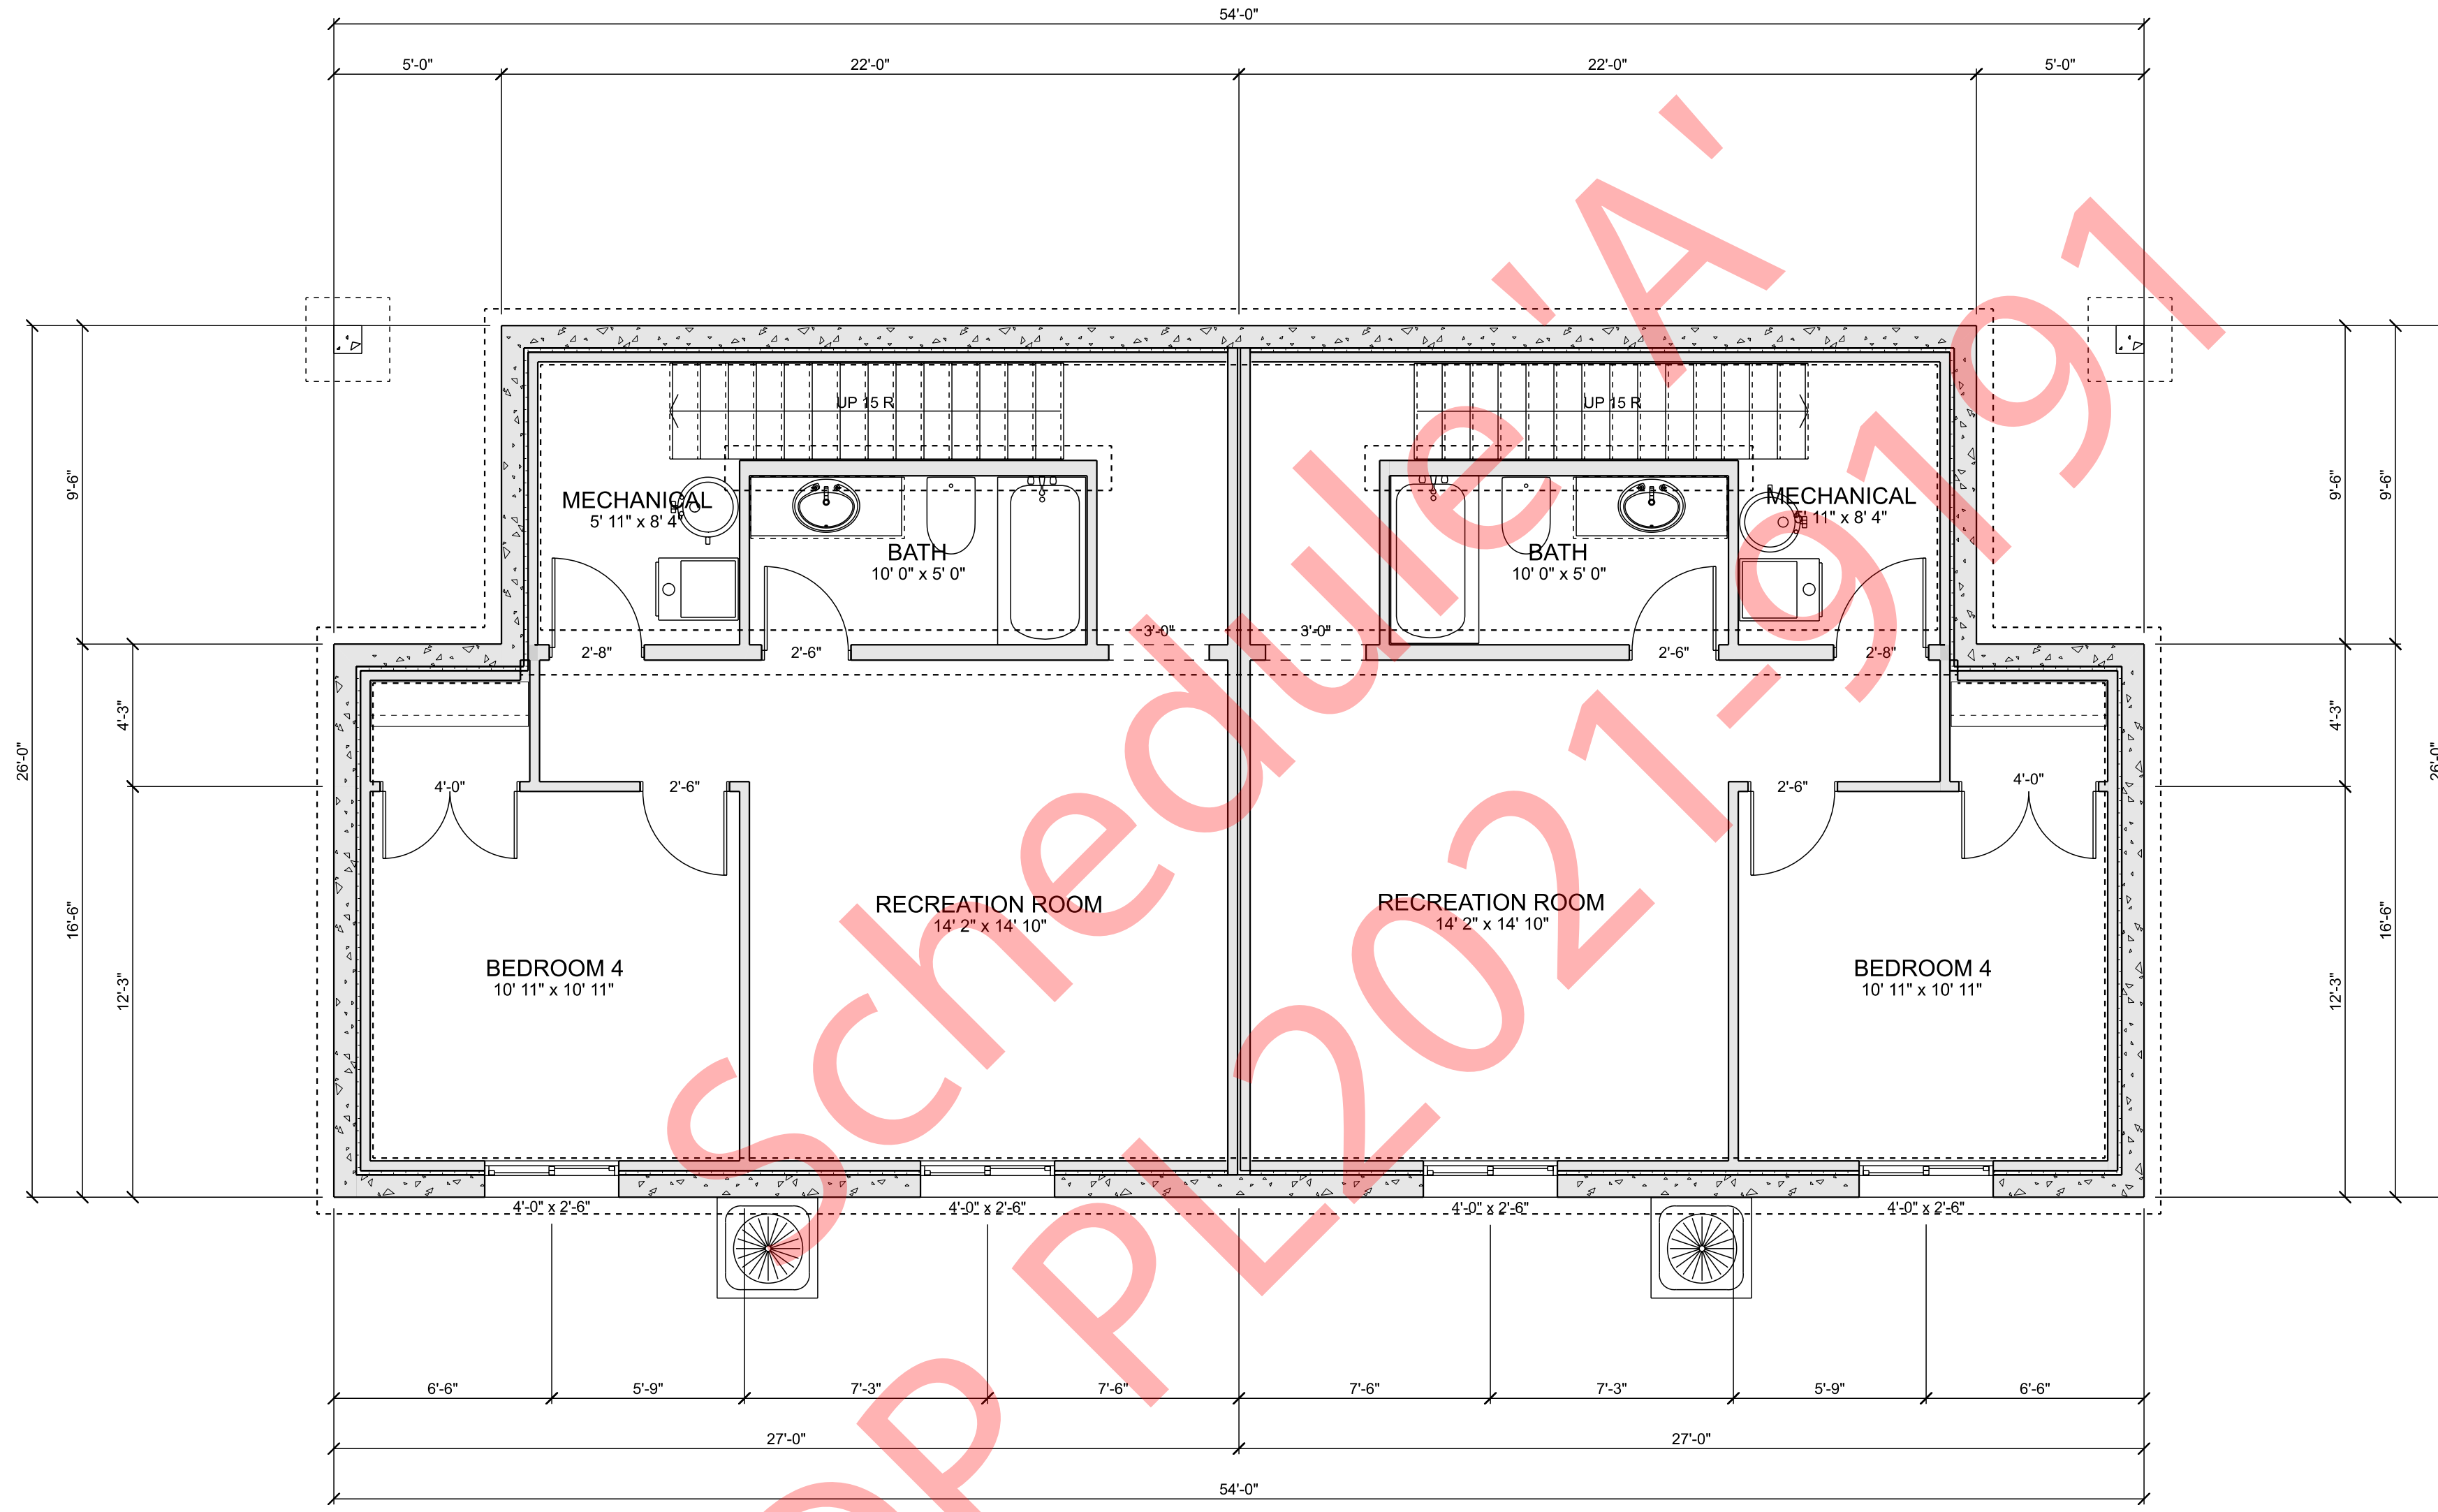 54'-0"
5'-0" 22'-0" 22'-0" 5'-0"
UP 15 R UP 15 R
9'-6" 9'-6" 9'-6"
MECHANICAL
5' 11" x 8' 4"
MECHANICAL
5' 11" x 8' 4"
BATH
10' 0" x 5' 0"
BATH
10' 0" x 5' 0"
3'-0" 3'-0"
2'-8" 2'-6" 2'-6" 2'-8"
4'-3" 4'-3"
26'-0" 26'-0"
4'-0" 2'-6" 2'-6" 4'-0"
RECREATION ROOM
14' 2" x 14' 10"
RECREATION ROOM
14' 2" x 14' 10"
16'-6" 16'-6"
BEDROOM 4
10' 11" x 10' 11"
BEDROOM 4
10' 11" x 10' 11"
12'-3" 12'-3"
4'-0" x 2'-6" 4'-0" x 2'-6" 4'-0" x 2'-6" 4'-0" x 2'-6"
6'-6" 5'-9" 7'-3" 7'-6" 7'-6" 7'-3" 5'-9" 6'-6"
27'-0" 27'-0"
54'-0"
Schedule 'A'
PL2021-9191